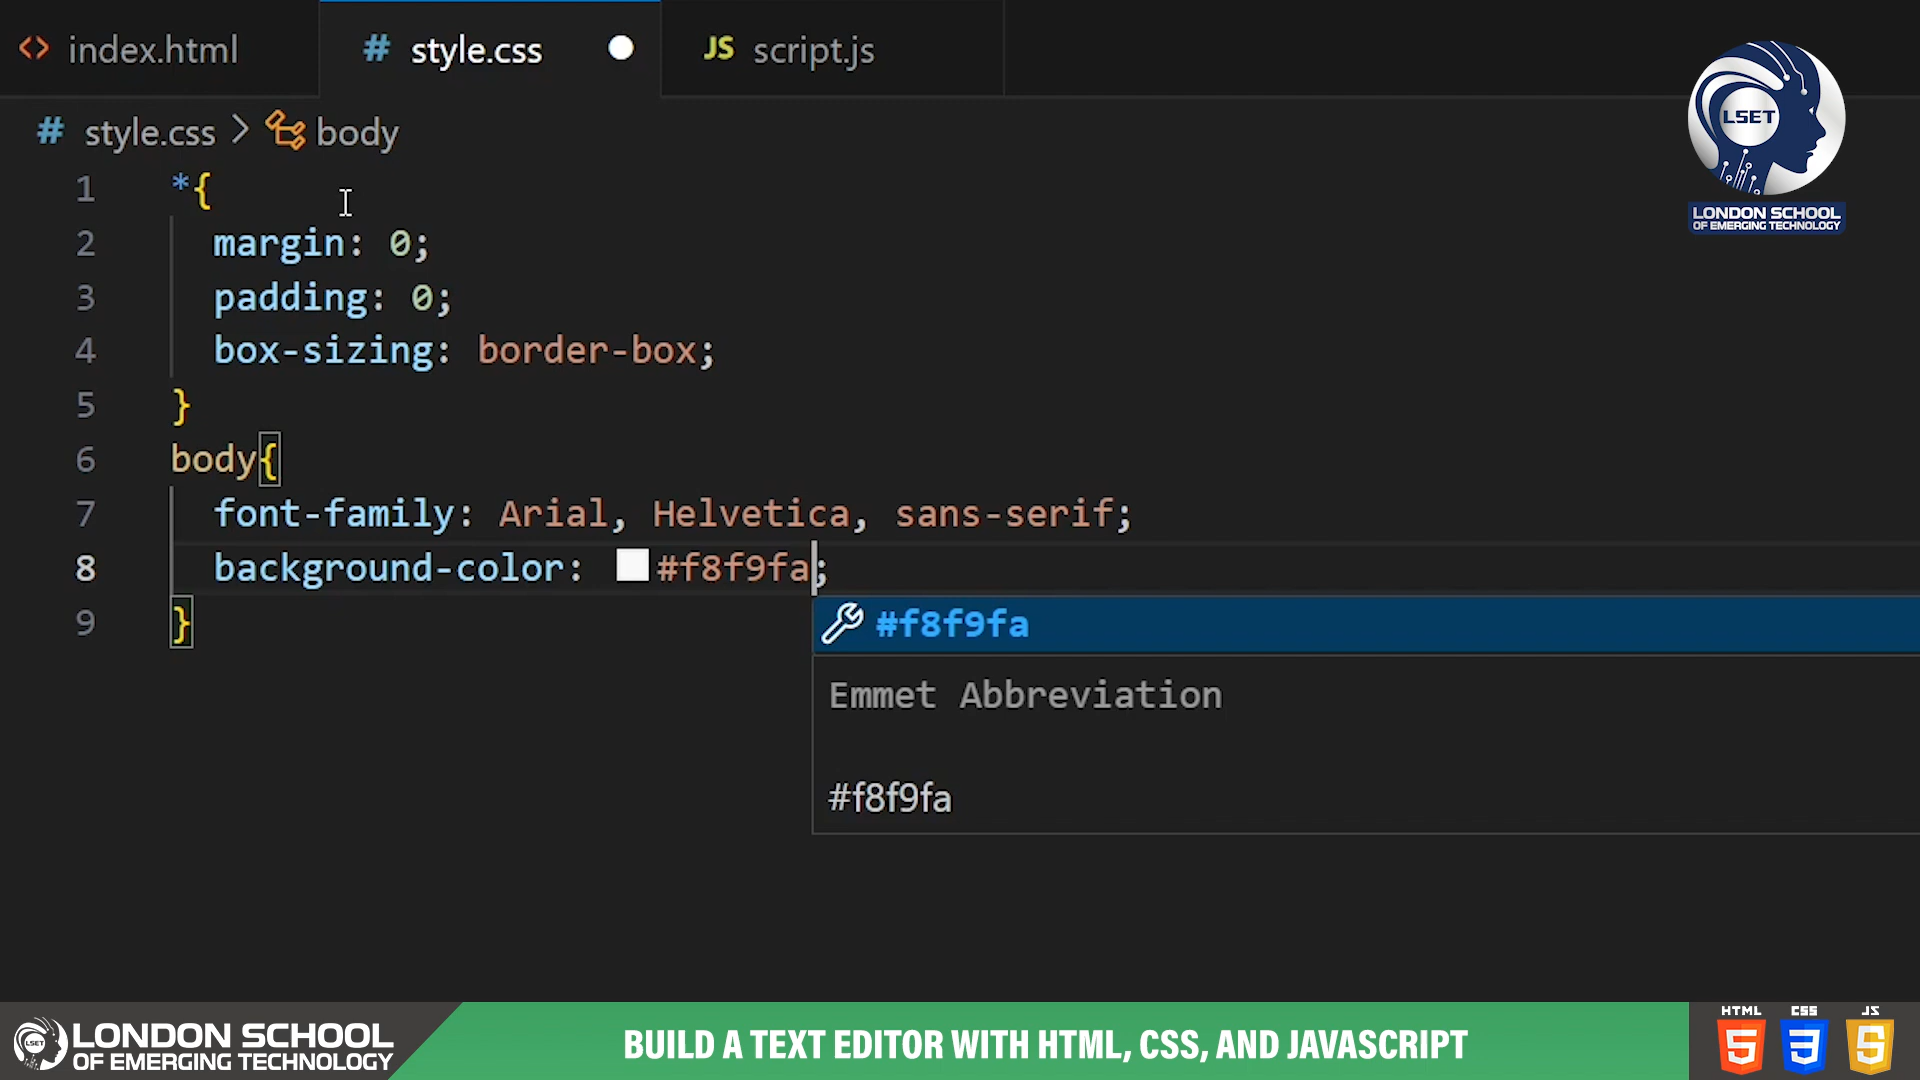 index.html
# style.css
JS script.js
# style.css > body
LSET
LONDON SCHOOL
OF EMERGING TECHNOLOGY
1 *{
2 margin: 0;
3 padding: 0;
4 box-sizing: border-box;
5 }
6 body{
7 font-family: Arial, Helvetica, sans-serif;
8 background-color: #f8f9fa;
9 }
#f8f9fa
Emmet Abbreviation
#f8f9fa
LSET
LONDON SCHOOL
OF EMERGING TECHNOLOGY
BUILD A TEXT EDITOR WITH HTML, CSS, AND JAVASCRIPT
HTML CSS JS
5 3 S